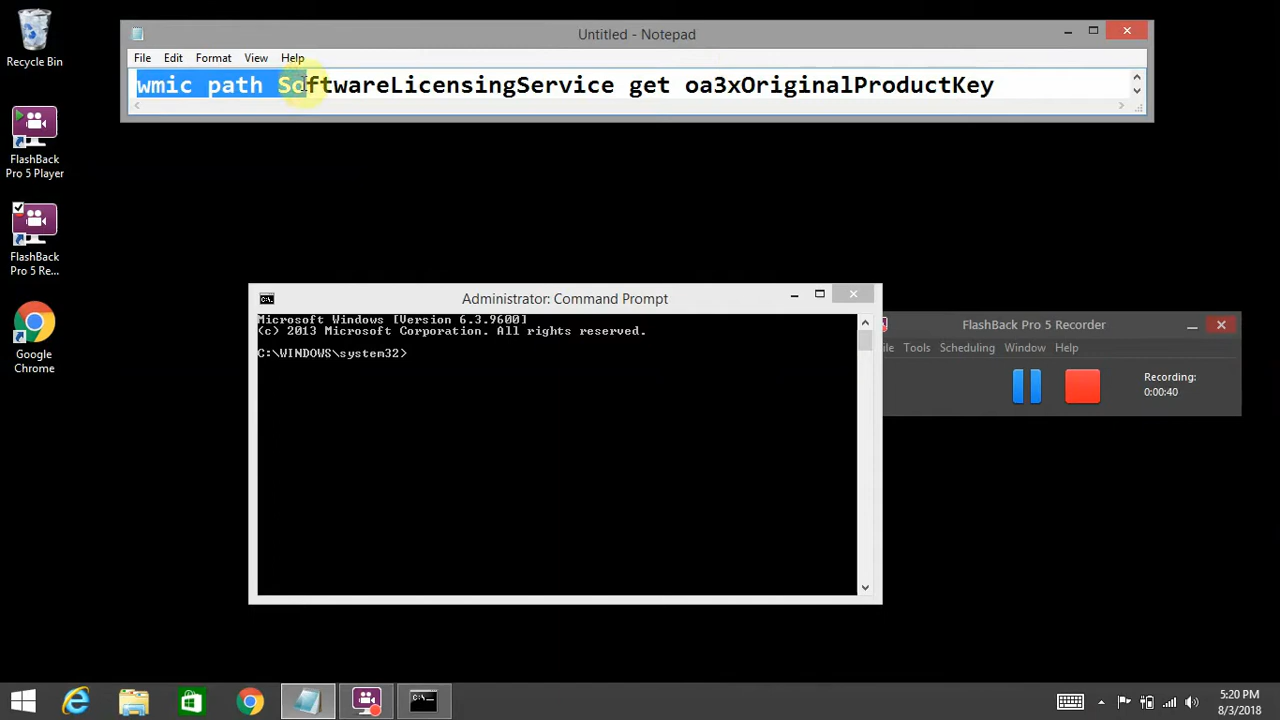 Recycle Bin
FlashBack
Pro 5 Player
FlashBack
Pro 5 Re...
Google
Chrome
Untitled - Notepad
File Edit Format View Help
wmic path SoftwareLicensingService get oa3xOriginalProductKey
Administrator: Command Prompt
Microsoft Windows [Version 6.3.9600]
(c) 2013 Microsoft Corporation. All rights reserved.
C:\WINDOWS\system32>
FlashBack Pro 5 Recorder
ile Tools Scheduling Window Help
Recording:
0:00:40
5:20 PM
8/3/2018